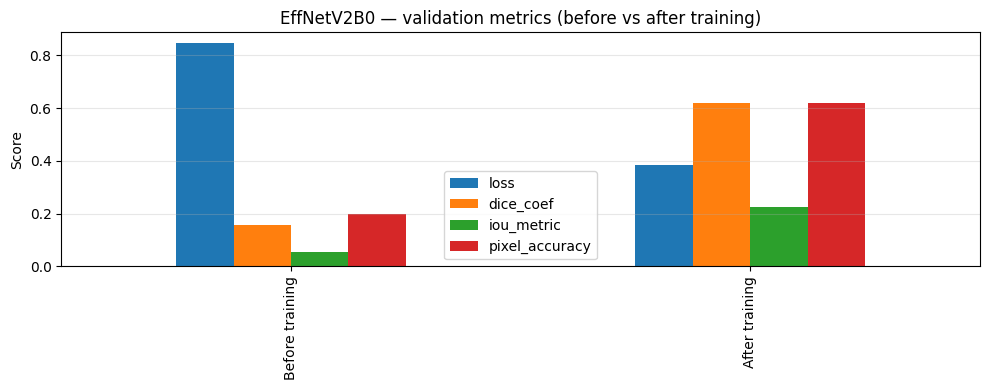 EffNetV2B0 — validation metrics (before vs after training)
Score
0.8
0.6
0.4
0.2
0.0
loss
dice_coef
iou_metric
pixel_accuracy
Before training
After training